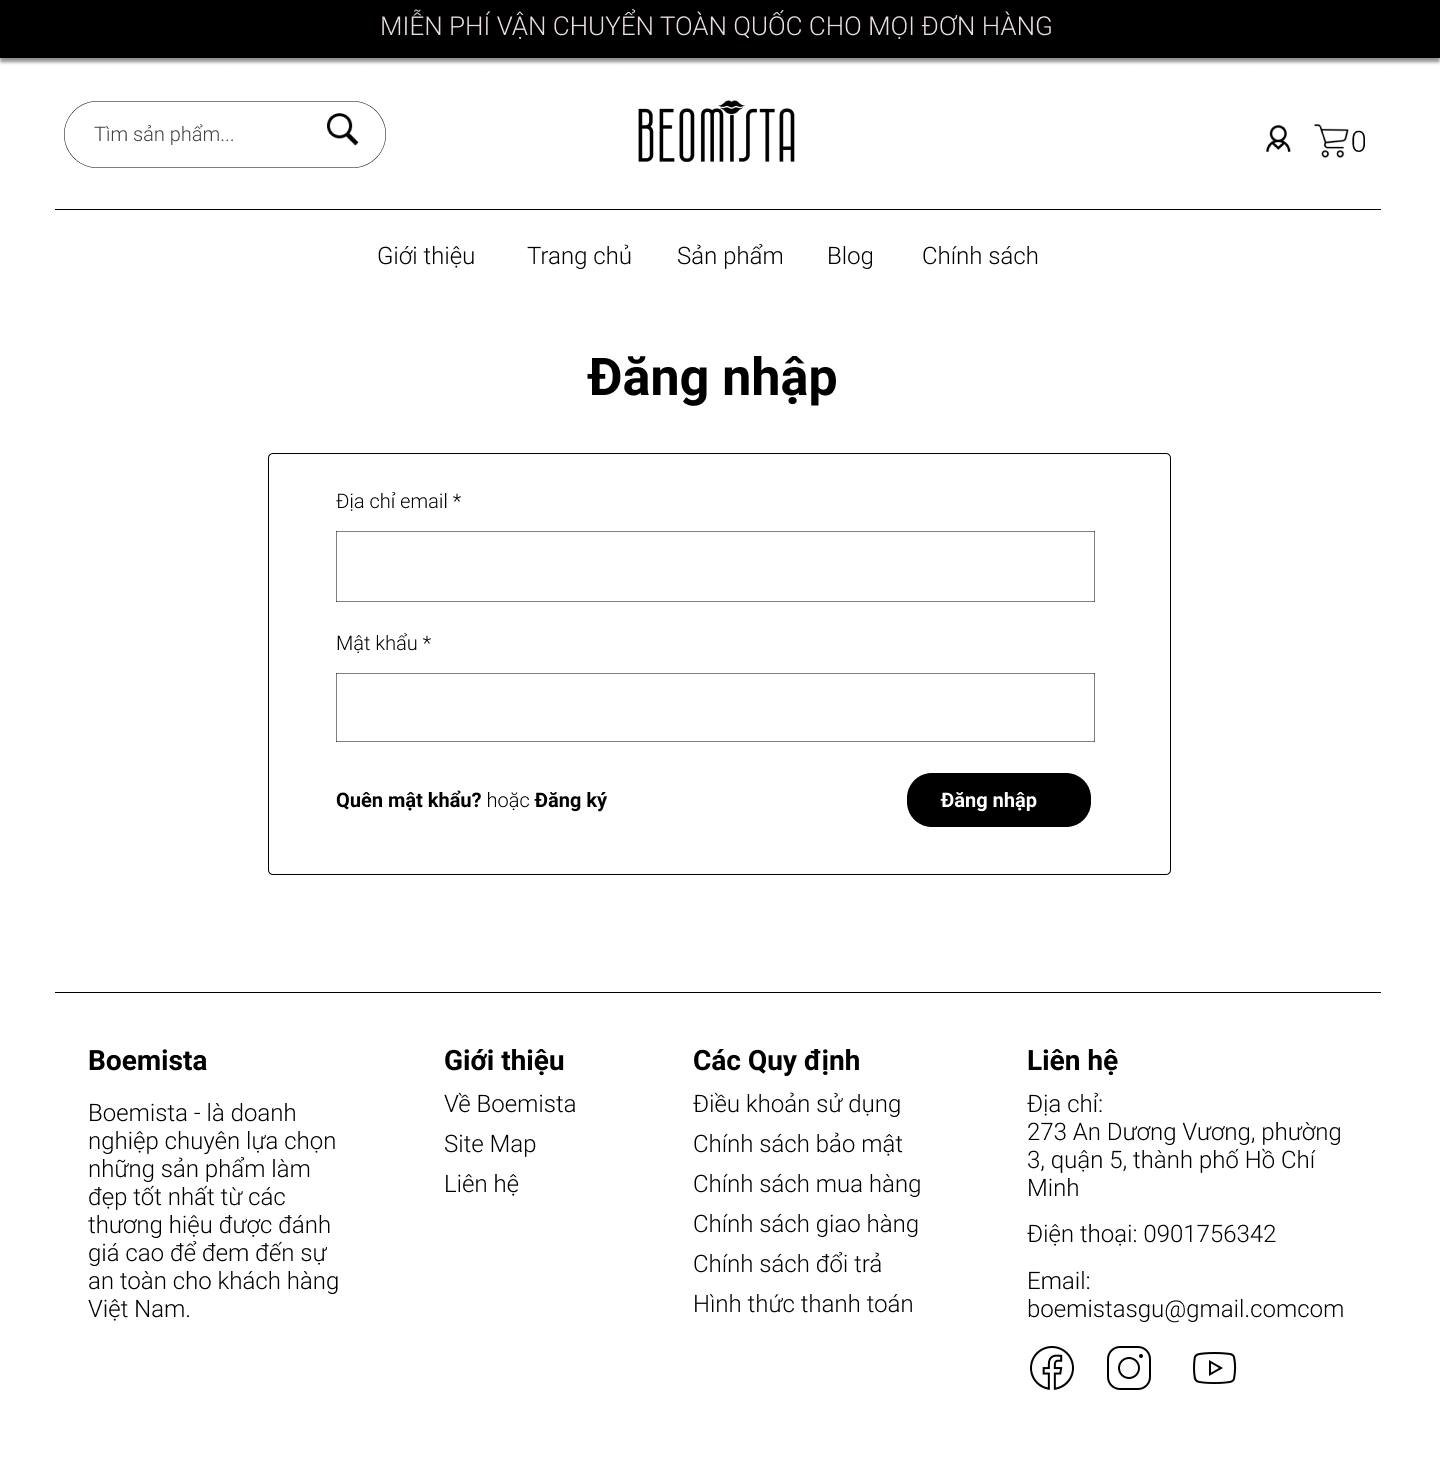 MIỄN PHÍ VẬN CHUYỂN TOÀN QUỐC CHO MỌI ĐƠN HÀNG
Tìm sản phẩm...
BEOMISTA
0
Giới thiệu
Trang chủ
Sản phẩm
Blog
Chính sách
Đăng nhập
Địa chỉ email *
Mật khẩu *
Quên mật khẩu? hoặc Đăng ký
Đăng nhập
Boemista
Boemista - là doanh
nghiệp chuyên lựa chọn
những sản phẩm làm
đẹp tốt nhất từ các
thương hiệu được đánh
giá cao để đem đến sự
an toàn cho khách hàng
Việt Nam.
Giới thiệu
Về Boemista
Site Map
Liên hệ
Các Quy định
Điều khoản sử dụng
Chính sách bảo mật
Chính sách mua hàng
Chính sách giao hàng
Chính sách đổi trả
Hình thức thanh toán
Liên hệ
Địa chỉ:
273 An Dương Vương, phường
3, quận 5, thành phố Hồ Chí
Minh
Điện thoại: 0901756342
Email:
boemistasgu@gmail.comcom